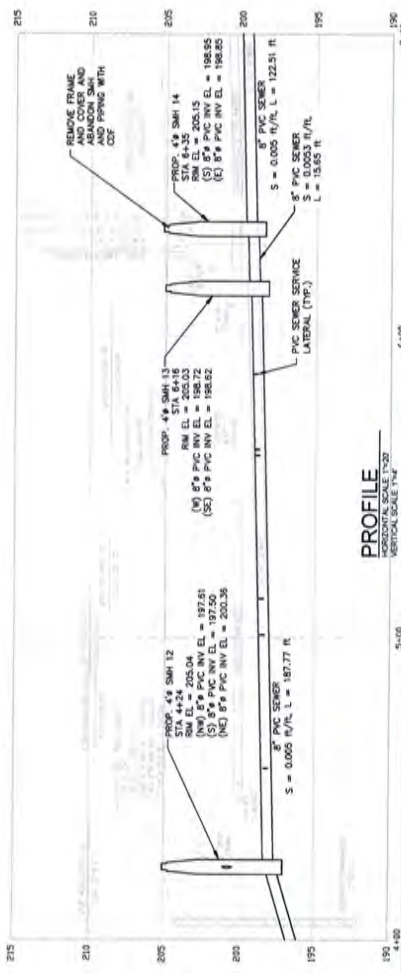 215
210
205
200
195
190
PROP. 4'ø SMH 12
STA 4+24
RIM EL = 205.04
(NW) 8"ø PVC INV EL = 197.61
(S) 8"ø PVC INV EL = 197.50
(NE) 8"ø PVC INV EL = 200.36
8" PVC SEWER
S = 0.005 ft/ft, L = 187.77 ft
PROP. 4'ø SMH 13
STA 6+16
RIM EL = 205.03
(W) 8"ø PVC INV EL = 198.72
(SE) 8"ø PVC INV EL = 198.62
PVC SEWER SERVICE
LATERAL (TYP.)
REMOVE FRAME
AND COVER AND
ABANDON SMH
AND PIPING WITH
CDF
PROP. 4'ø SMH 14
STA 6+35
RIM EL = 205.15
(S) 8"ø PVC INV EL = 198.95
(E) 8"ø PVC INV EL = 198.85
8" PVC SEWER
S = 0.005 ft/ft, L = 122.51 ft
8" PVC SEWER
S = 0.0053 ft/ft,
L = 15.65 ft
215
210
205
200
195
4+00
5+00
PROFILE
HORIZONTAL SCALE: 1"=20'
VERTICAL SCALE: 1"=4'